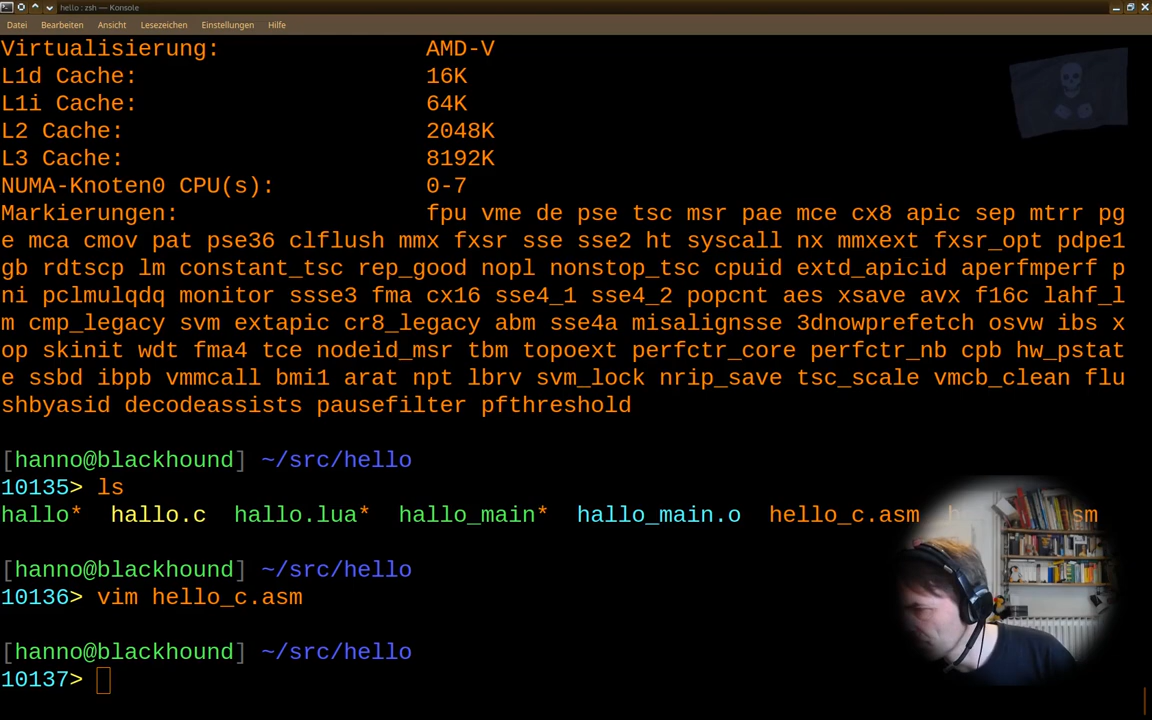 hello : zsh — Konsole
Datei Bearbeiten Ansicht Lesezeichen Einstellungen Hilfe
Virtualisierung: AMD-V
L1d Cache: 16K
L1i Cache: 64K
L2 Cache: 2048K
L3 Cache: 8192K
NUMA-Knoten0 CPU(s): 0-7
Markierungen: fpu vme de pse tsc msr pae mce cx8 apic sep mtrr pg
e mca cmov pat pse36 clflush mmx fxsr sse sse2 ht syscall nx mmxext fxsr_opt pdpe1
gb rdtscp lm constant_tsc rep_good nopl nonstop_tsc cpuid extd_apicid aperfmperf p
ni pclmulqdq monitor ssse3 fma cx16 sse4_1 sse4_2 popcnt aes xsave avx f16c lahf_l
m cmp_legacy svm extapic cr8_legacy abm sse4a misalignsse 3dnowprefetch osvw ibs x
op skinit wdt fma4 tce nodeid_msr tbm topoext perfctr_core perfctr_nb cpb hw_pstat
e ssbd ibpb vmmcall bmi1 arat npt lbrv svm_lock nrip_save tsc_scale vmcb_clean flu
shbyasid decodeassists pausefilter pfthreshold
[hanno@blackhound] ~/src/hello
10135> ls
hallo* hallo.c hallo.lua* hallo_main* hallo_main.o hello_c.asm
[hanno@blackhound] ~/src/hello
10136> vim hello_c.asm
[hanno@blackhound] ~/src/hello
10137>